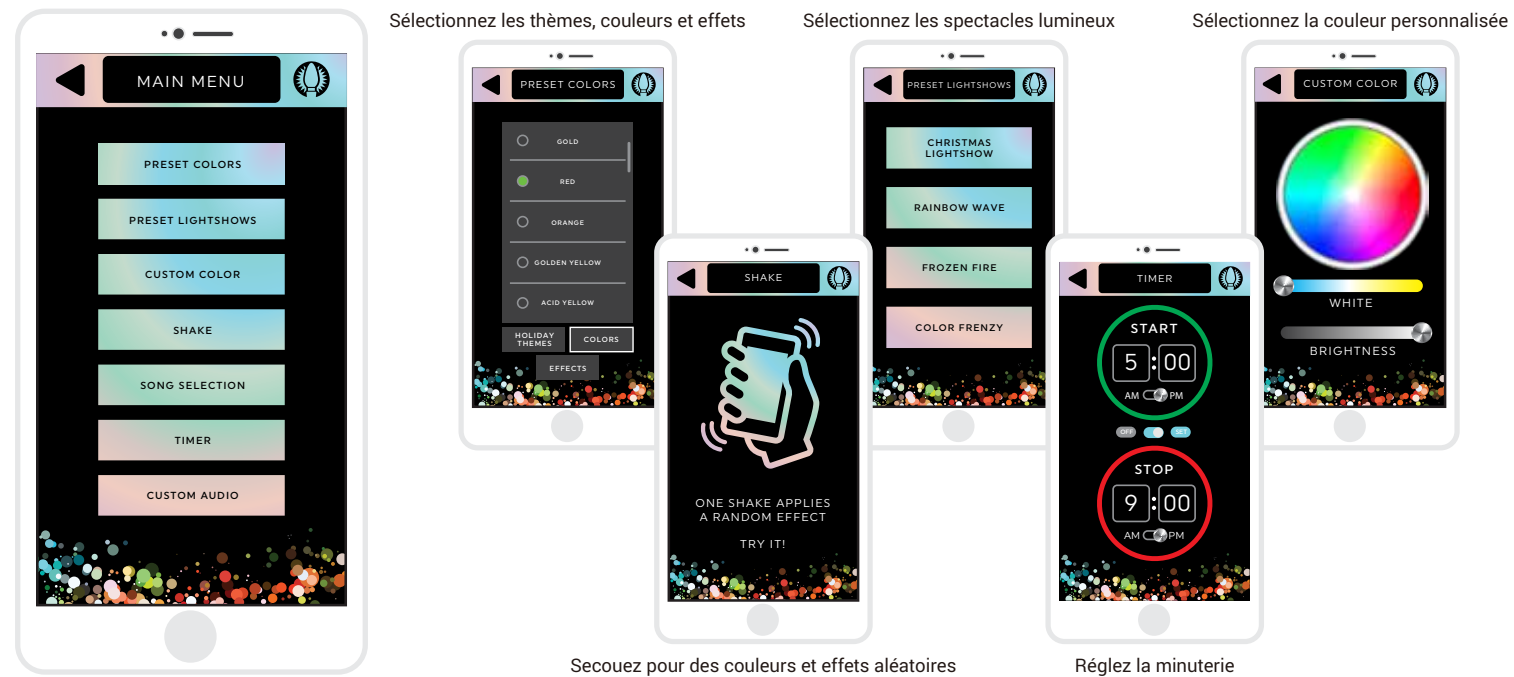 MAIN MENU
PRESET COLORS
PRESET LIGHTSHOWS
CUSTOM COLOR
SHAKE
SONG SELECTION
TIMER
CUSTOM AUDIO
Sélectionnez les thèmes, couleurs et effets
PRESET COLORS
GOLD
RED
ORANGE
GOLDEN YELLOW
ACID YELLOW
HOLIDAY
THEMES
COLORS
EFFECTS
SHAKE
ONE SHAKE APPLIES
A RANDOM EFFECT
TRY IT!
Secouez pour des couleurs et effets aléatoires
Sélectionnez les spectacles lumineux
PRESET LIGHTSHOWS
CHRISTMAS
LIGHTSHOW
RAINBOW WAVE
FROZEN FIRE
COLOR FRENZY
TIMER
START
5:00
AM PM
OFF SET
STOP
9:00
AM PM
Réglez la minuterie
Sélectionnez la couleur personnalisée
CUSTOM COLOR
WHITE
BRIGHTNESS